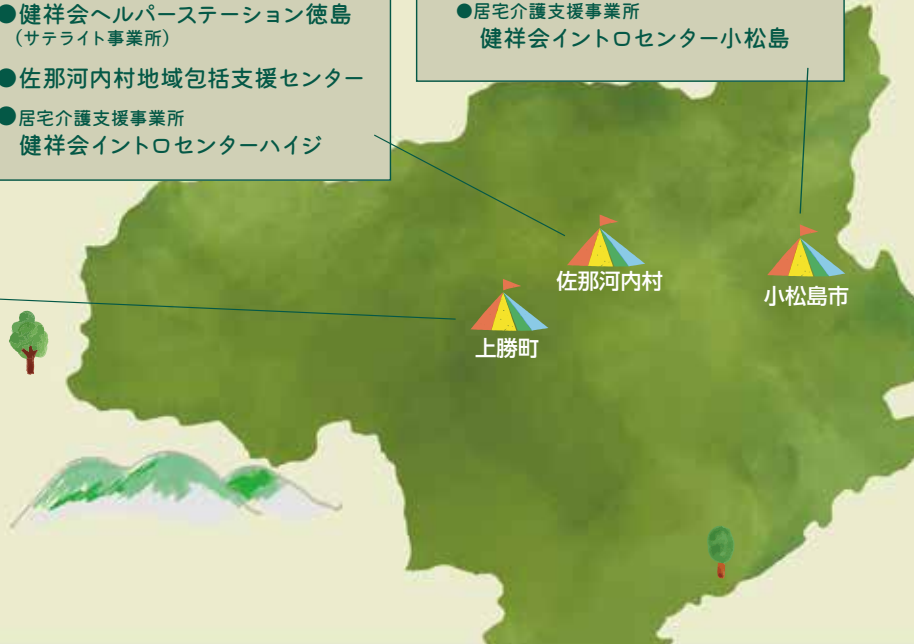 ●健祥会ヘルパーステーション徳島
(サテライト事業所)
●佐那河内村地域包括支援センター
●居宅介護支援事業所
健祥会イントロセンターハイジ
●居宅介護支援事業所
健祥会イントロセンター小松島
佐那河内村
小松島市
上勝町